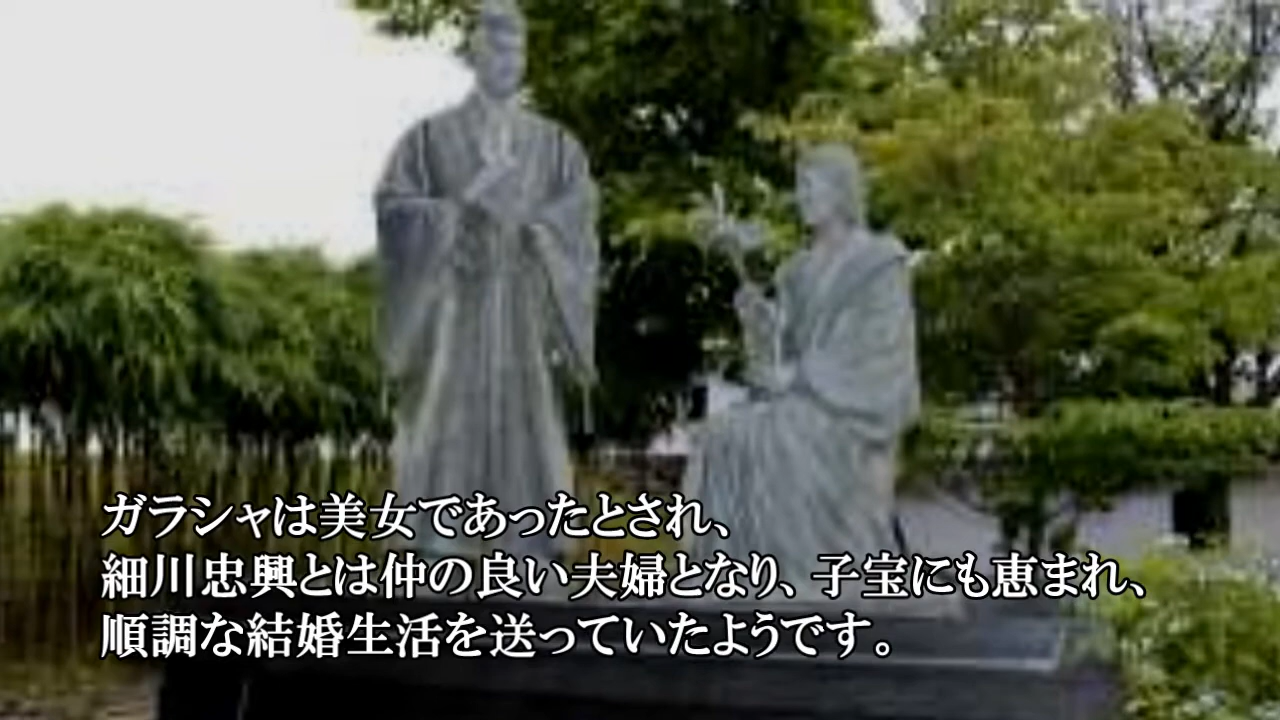 ガラシャは美女であったとされ、
細川忠興とは仲の良い夫婦となり、子宝にも恵まれ、
順調な結婚生活を送っていたようです。